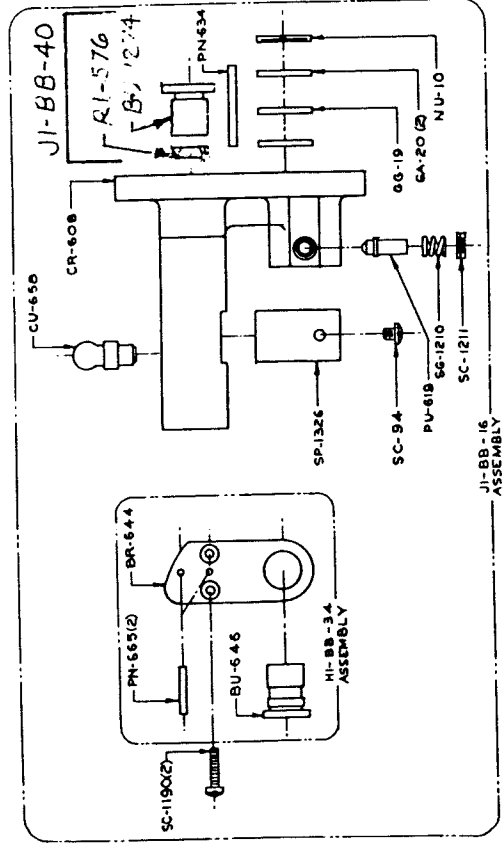 J1-BB-40
R1-576
PN-634
NU-10
GA-20 (2)
GG-19
CR-608
CU-658
SP-1326
SC-94
PU-619
SG-1210
SC-1211
J1-BB-16
ASSEMBLY
BR-644
PN-665(2)
BU-646
H1-BB-34
ASSEMBLY
SC-1190(2)